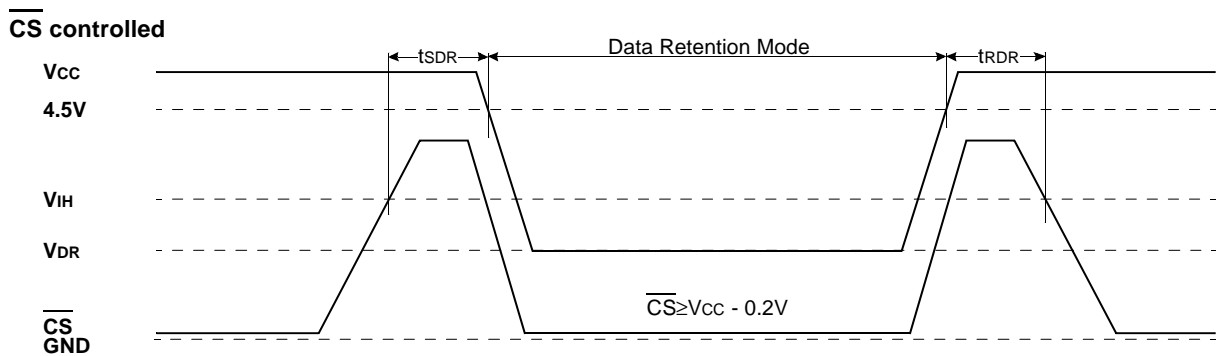 CS controlled
tSDR
Data Retention Mode
tRDR
VCC
4.5V
VIH
VDR
CS≥VCC - 0.2V
CS
GND